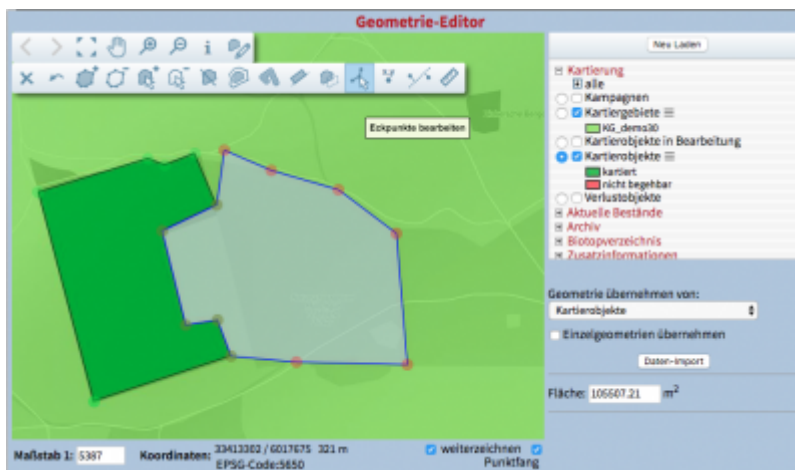 Geometrie-Editor
Neu Laden
Kartierung
alle
Kampagnen
Kartiergebiete
KG_demo30
Kartierobjekte in Bearbeitung
Kartierobjekte
kartiert
nicht begehbar
Verlustobjekte
Aktuelle Bestände
Archiv
Biotopverzeichnis
Zusatzinformationen
Eckpunkte bearbeiten
Geometrie übernehmen von:
Kartierobjekte
Einzelgeometrien übernehmen
Daten-Import
Fläche: 105507.21 m²
Maßstab 1: 5387 Koordinaten: 33413302 / 6017675 321 m
EPSG-Code:5650
weiterzeichnen
Punktfang